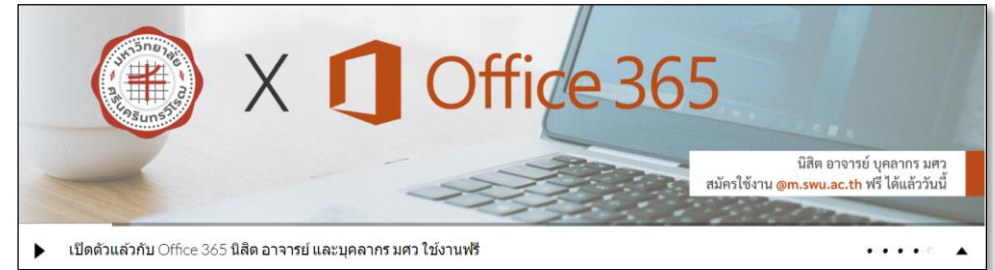 มหาวิทยาลัย
ศรีนครินทรวิโรฒ
X
Office 365
นิสิต อาจารย์ บุคลากร มศว
สมัครใช้งาน @m.swu.ac.th ฟรี ได้แล้ววันนี้
เปิดตัวแล้วกับ Office 365 นิสิต อาจารย์ และบุคลากร มศว ใช้งานฟรี